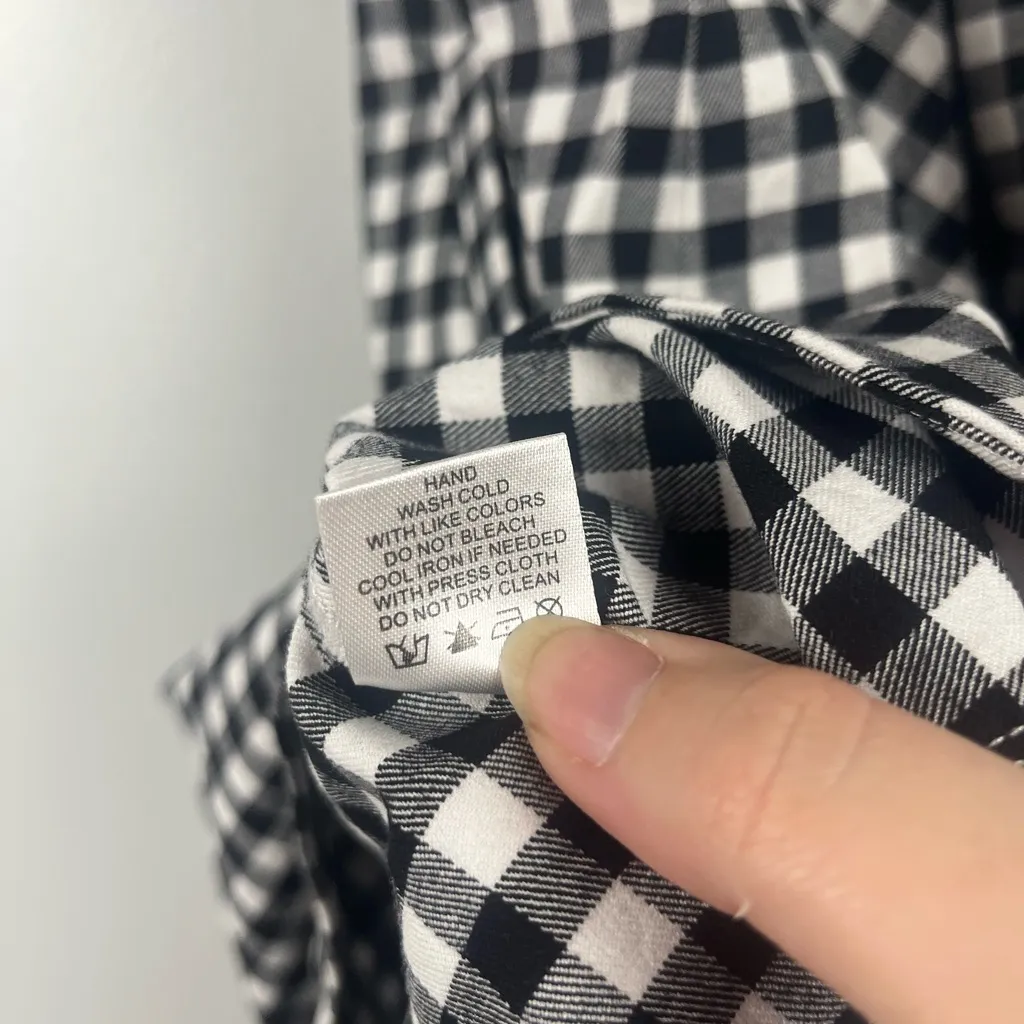 HAND
WASH COLD
WITH LIKE COLORS
DO NOT BLEACH
COOL IRON IF NEEDED
WITH PRESS CLOTH
DO NOT DRY CLEAN